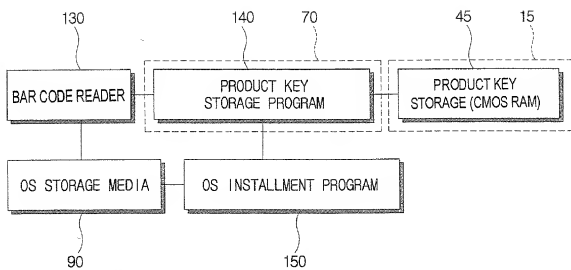 130
140
70
45
15
BAR CODE READER
PRODUCT KEY
STORAGE PROGRAM
PRODUCT KEY
STORAGE (CMOS RAM)
OS STORAGE MEDIA
OS INSTALLMENT PROGRAM
90
150